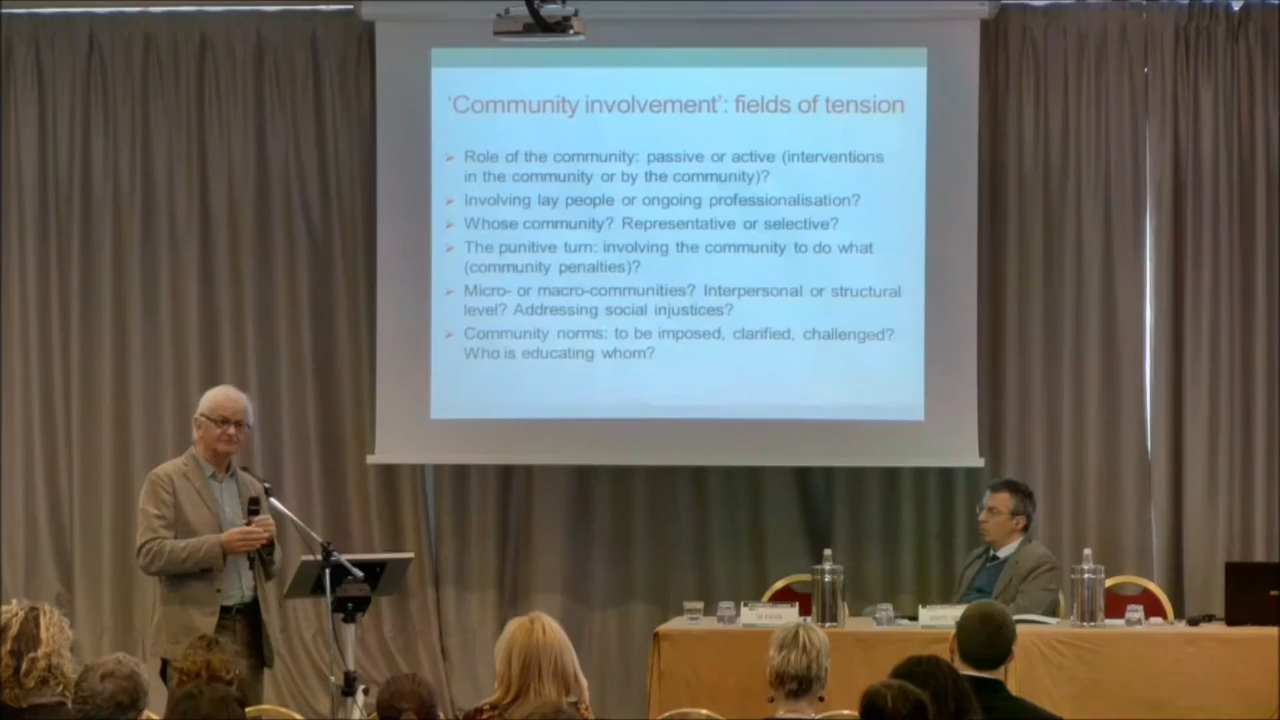 'Community involvement': fields of tension
➢ Role of the community: passive or active (interventions
in the community or by the community)?
➢ Involving lay people or ongoing professionalisation?
➢ Whose community? Representative or selective?
➢ The punitive turn: involving the community to do what
(community penalties)?
➢ Micro- or macro-communities? Interpersonal or structural
level? Addressing social injustices?
➢ Community norms: to be imposed, clarified, challenged?
Who is educating whom?